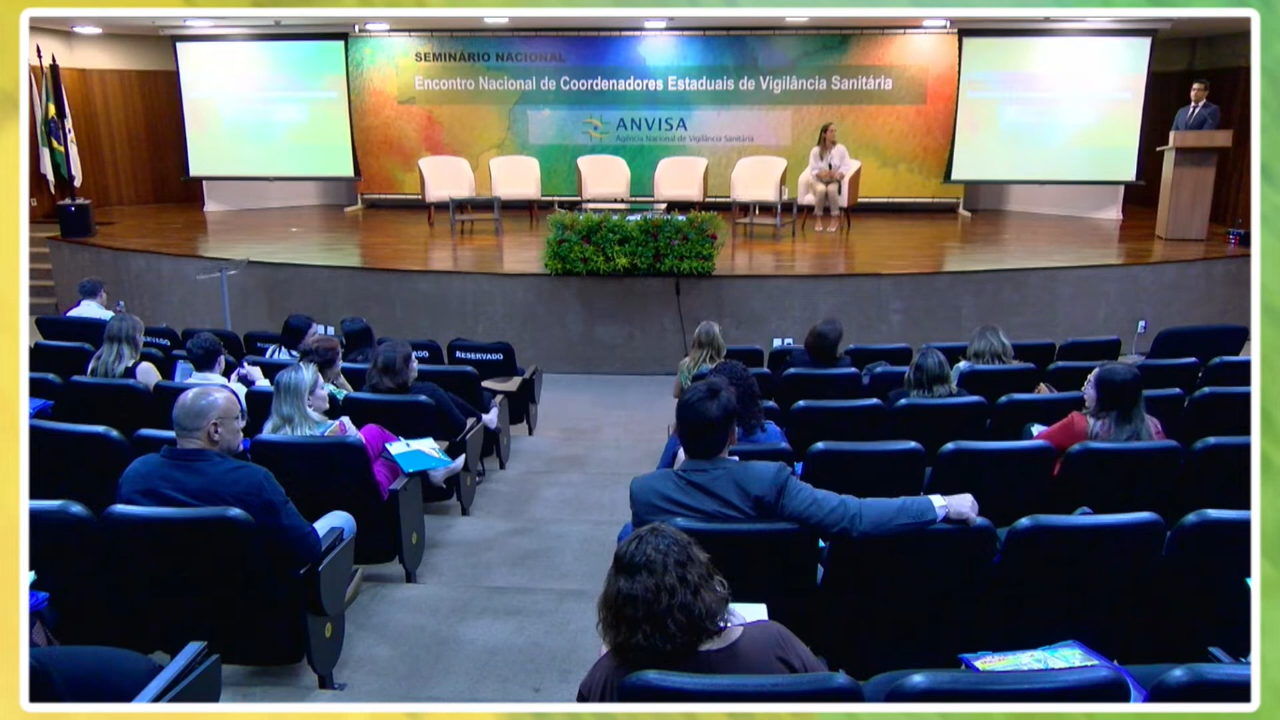 SEMINÁRIO NACIONAL
Encontro Nacional de Coordenadores Estaduais de Vigilância Sanitária
ANVISA
Agência Nacional de Vigilância Sanitária
RESERVADO